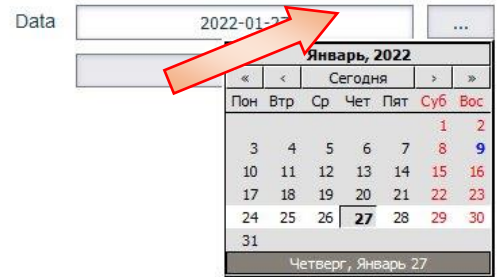 Data 2022-01-27 ...
Январь, 2022
« ‹ Сегодня › »
Пон Втр Ср Чет Пят Суб Вос
1 2
3 4 5 6 7 8 9
10 11 12 13 14 15 16
17 18 19 20 21 22 23
24 25 26 27 28 29 30
31
Четверг, Январь 27